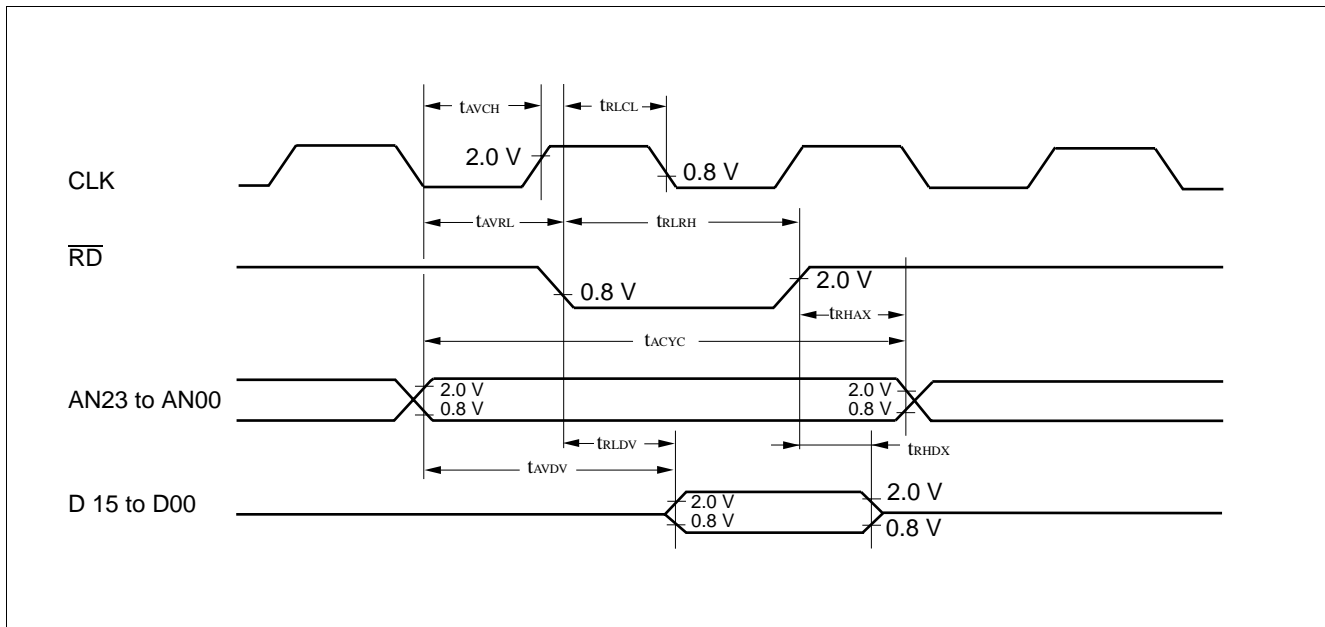 tAVCH
tRLCL
CLK
2.0 V
0.8 V
tAVRL
tRLRH
RD
0.8 V
2.0 V
tRHAX
tACYC
AN23 to AN00
2.0 V
0.8 V
2.0 V
0.8 V
tRLDV
tRHDX
tAVDV
D 15 to D00
2.0 V
0.8 V
2.0 V
0.8 V